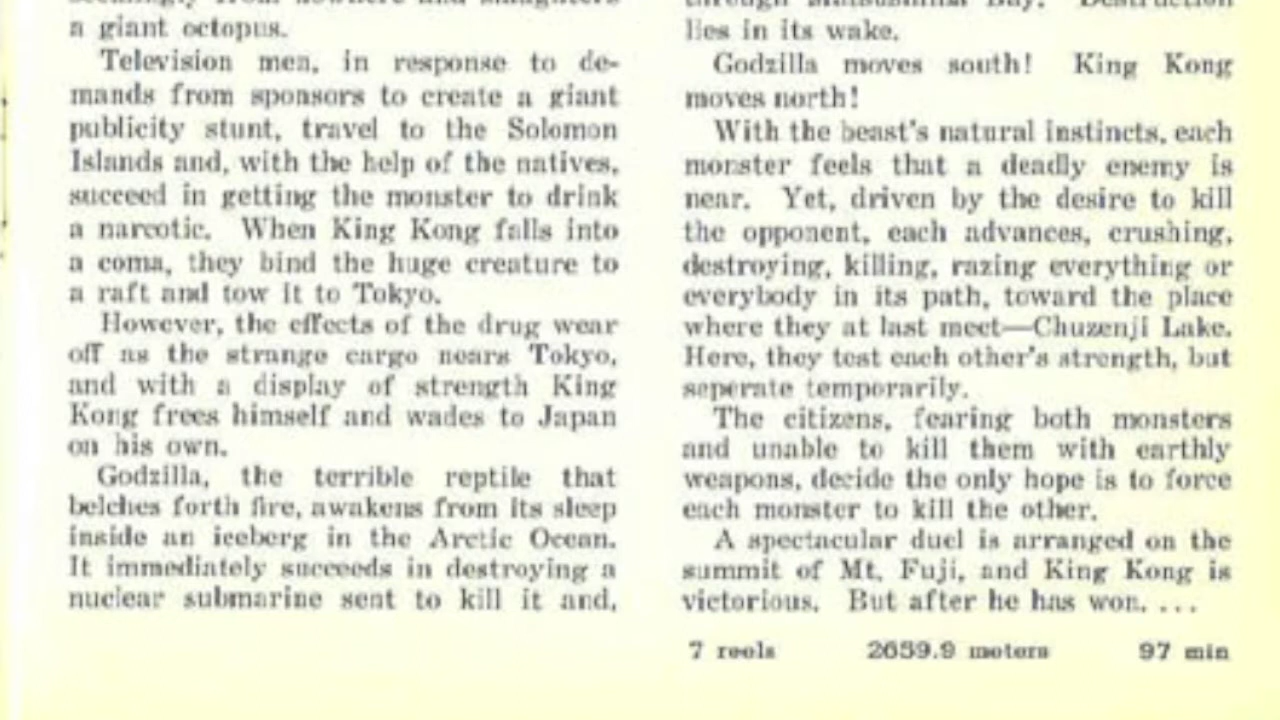 a giant octopus.
Television men, in response to de-
mands from sponsors to create a giant
publicity stunt, travel to the Solomon
Islands and, with the help of the natives,
succeed in getting the monster to drink
a narcotic. When King Kong falls into
a coma, they bind the huge creature to
a raft and tow it to Tokyo.
However, the effects of the drug wear
off as the strange cargo nears Tokyo,
and with a display of strength King
Kong frees himself and wades to Japan
on his own.
Godzilla, the terrible reptile that
belches forth fire, awakens from its sleep
inside an iceberg in the Arctic Ocean.
It immediately succeeds in destroying a
nuclear submarine sent to kill it and,
lies in its wake.
Godzilla moves south! King Kong
moves north!
With the beast's natural instincts, each
monster feels that a deadly enemy is
near. Yet, driven by the desire to kill
the opponent, each advances, crushing,
destroying, killing, razing everything or
everybody in its path, toward the place
where they at last meet—Chuzenji Lake.
Here, they test each other's strength, but
seperate temporarily.
The citizens, fearing both monsters
and unable to kill them with earthly
weapons, decide the only hope is to force
each monster to kill the other.
A spectacular duel is arranged on the
summit of Mt. Fuji, and King Kong is
victorious. But after he has won. ...
7 reels 2659.9 meters 97 min